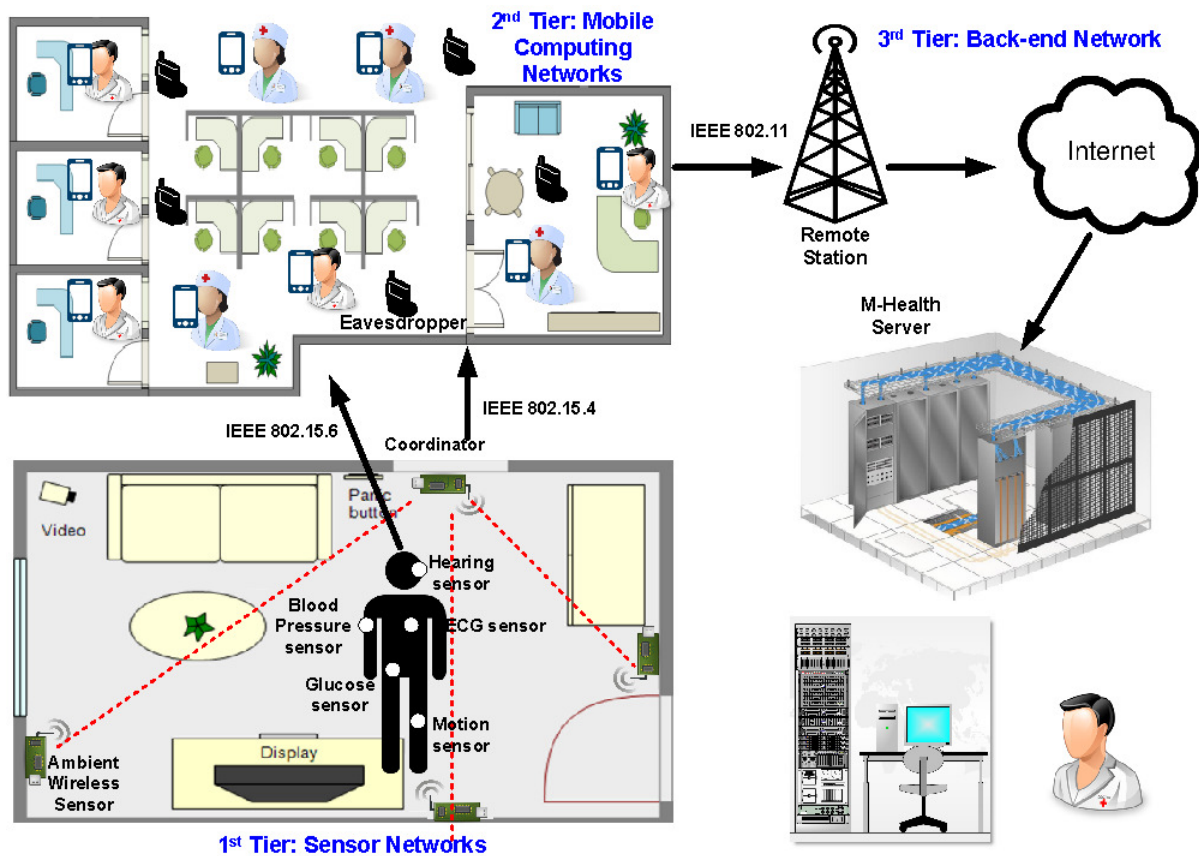 2nd Tier: Mobile
Computing
Networks
3rd Tier: Back-end Network
IEEE 802.11
Internet
Remote
Station
M-Health
Server
Eavesdropper
IEEE 802.15.4
IEEE 802.15.6
Coordinator
Video
Panic
button
Hearing
sensor
Blood
Pressure
sensor
ECG sensor
Glucose
sensor
Motion
sensor
Display
Ambient
Wireless
Sensor
1st Tier: Sensor Networks